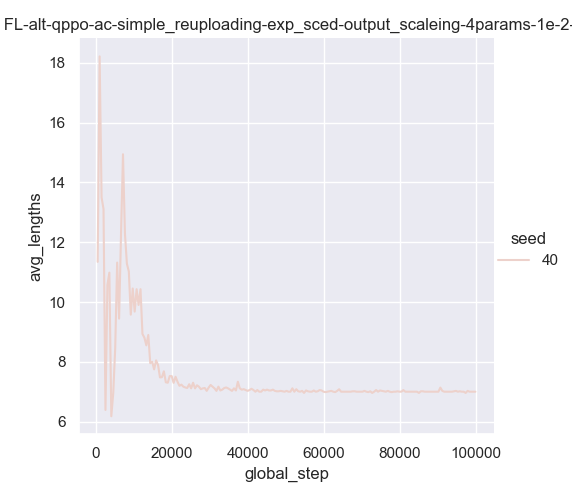 FL-alt-qppo-ac-simple_reuploading-exp_sced-output_scaleing-4params-1e-2-
18
16
14
12
10
8
6
avg_lengths
0 20000 40000 60000 80000 100000
global_step
seed
40